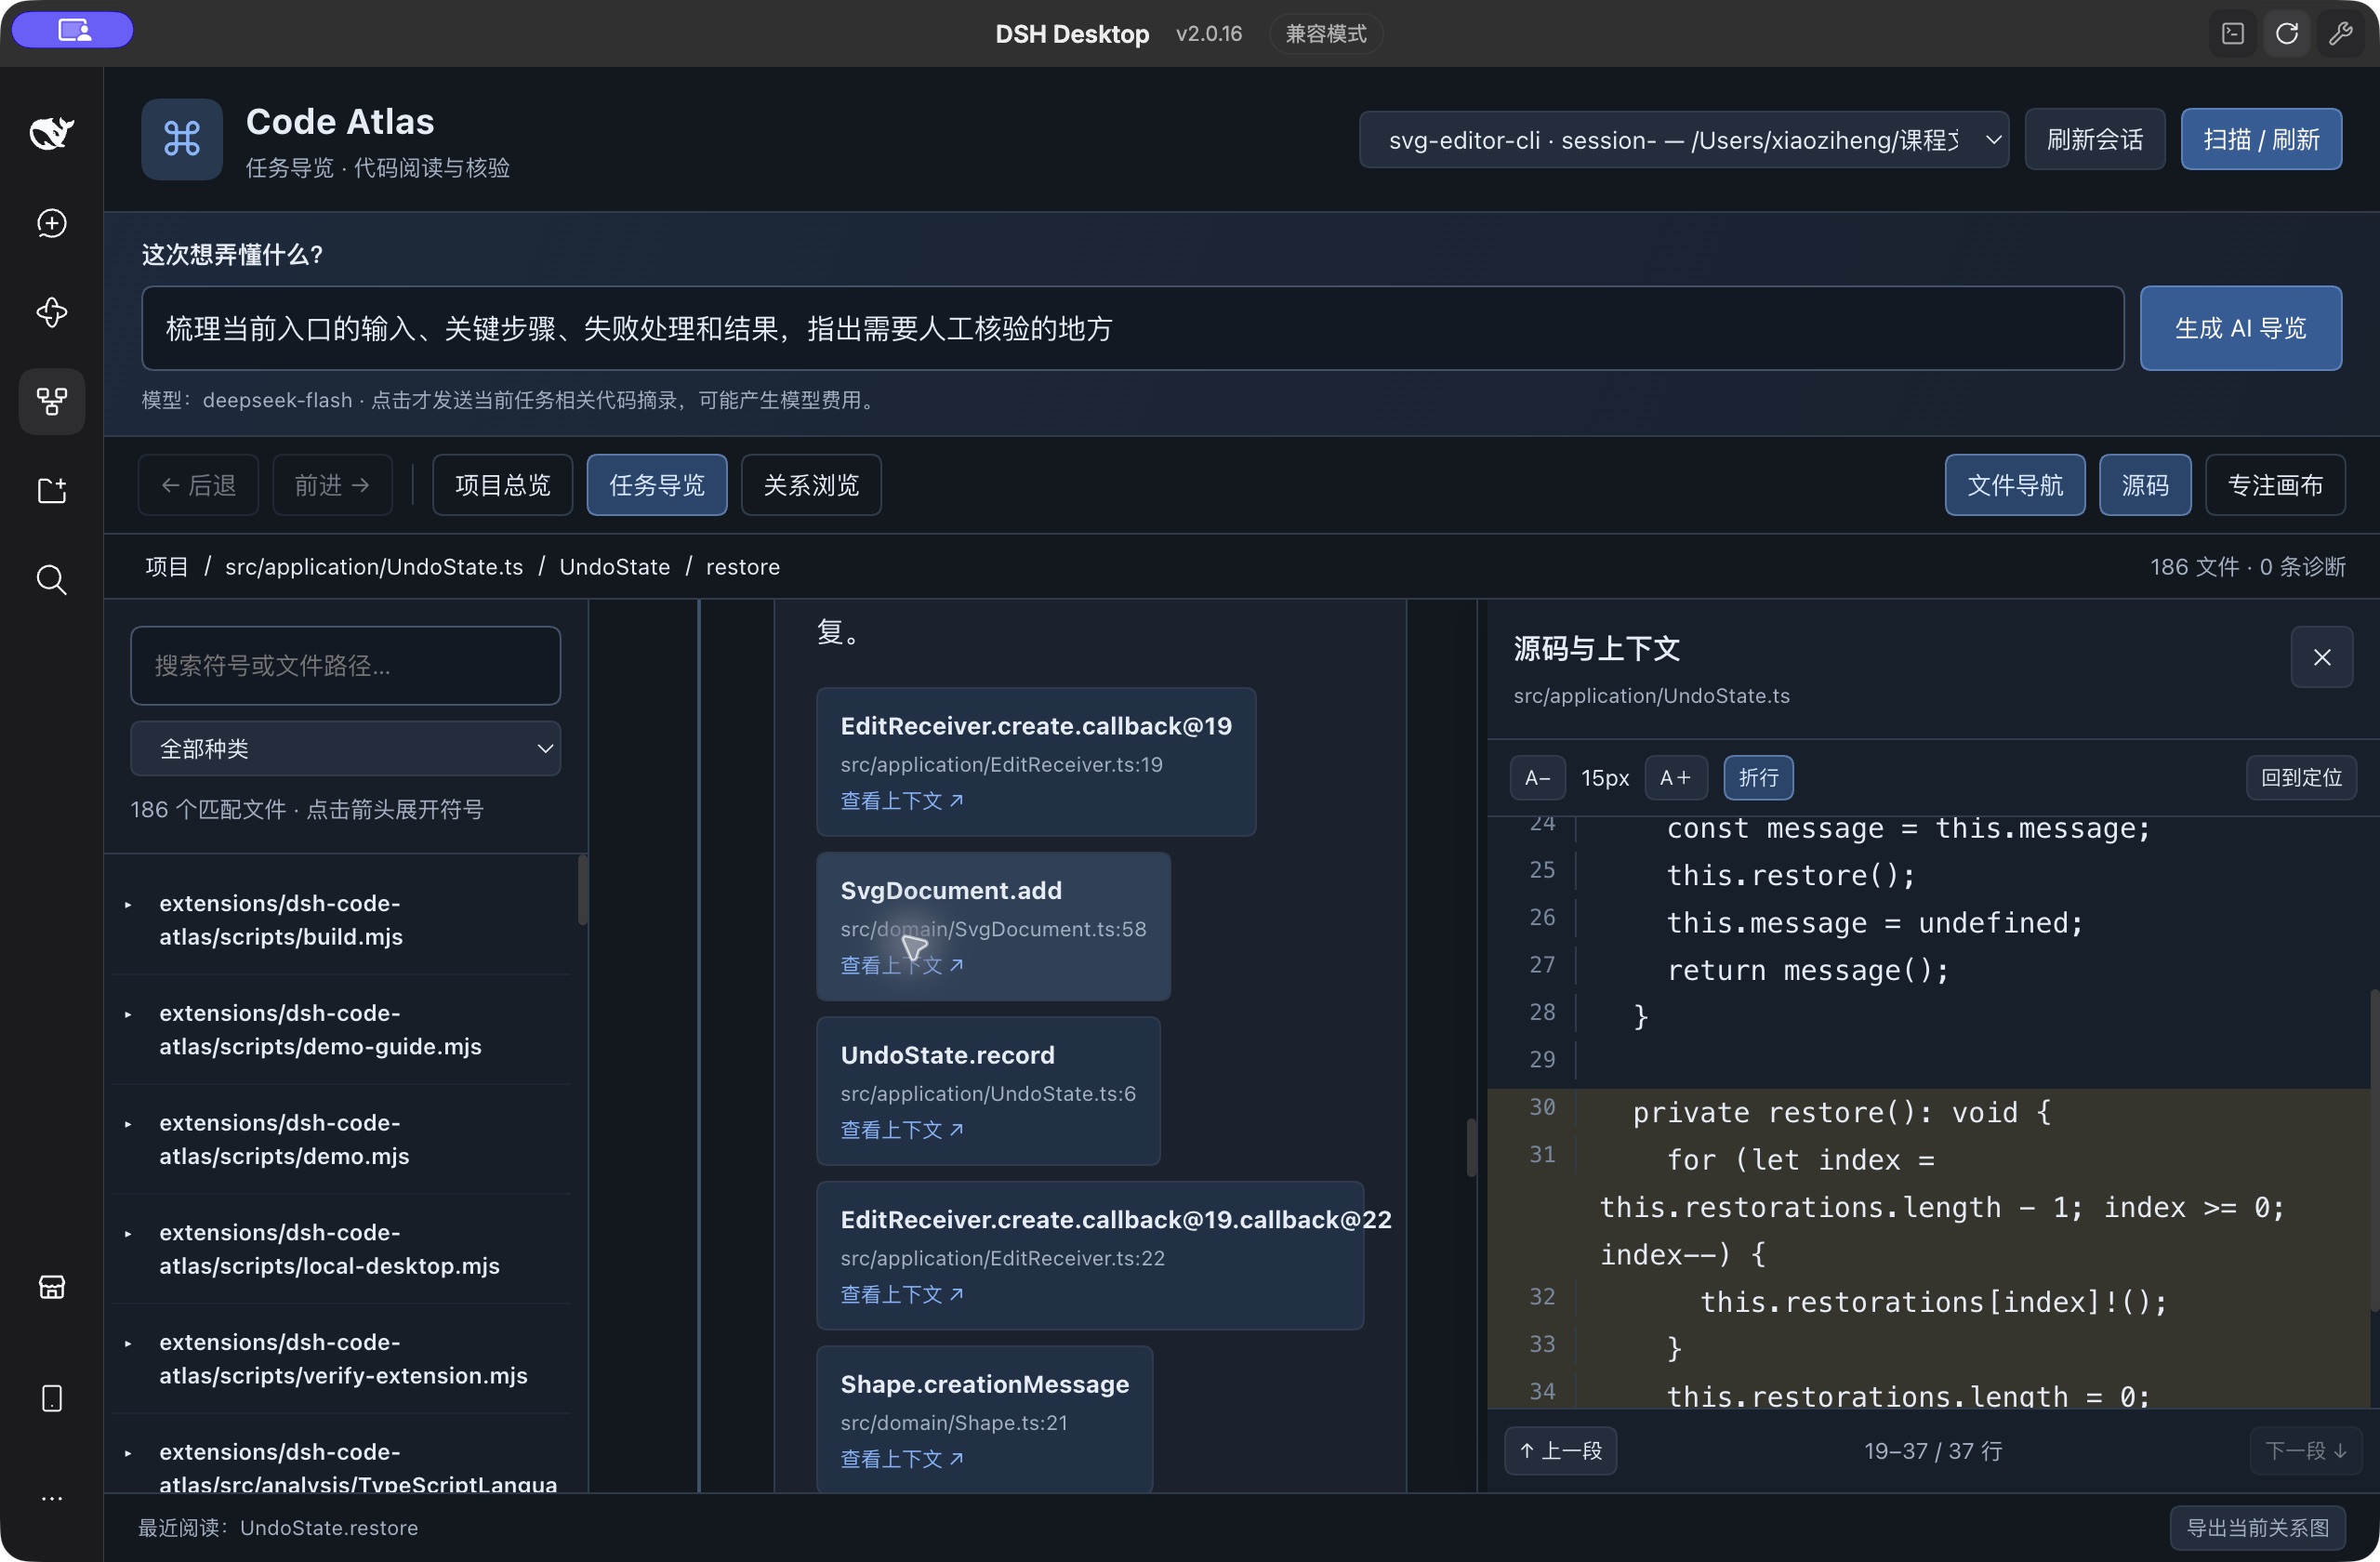 DSH Desktop v2.0.16 兼容模式
Code Atlas
任务导览 · 代码阅读与核验
svg-editor-cli · session- — /Users/xiaoziheng/课程
刷新会话
扫描 / 刷新
这次想弄懂什么?
梳理当前入口的输入、关键步骤、失败处理和结果，指出需要人工核验的地方
生成 AI 导览
模型：deepseek-flash · 点击才发送当前任务相关代码摘录，可能产生模型费用。
← 后退
前进 →
项目总览
任务导览
关系浏览
文件导航
源码
专注画布
项目 / src/application/UndoState.ts / UndoState / restore
186 文件 · 0 条诊断
搜索符号或文件路径...
全部种类
186 个匹配文件 · 点击箭头展开符号
extensions/dsh-code-
atlas/scripts/build.mjs
extensions/dsh-code-
atlas/scripts/demo-guide.mjs
extensions/dsh-code-
atlas/scripts/demo.mjs
extensions/dsh-code-
atlas/scripts/local-desktop.mjs
extensions/dsh-code-
atlas/scripts/verify-extension.mjs
extensions/dsh-code-
atlas/src/analysis/TypeScriptLangua
复。
EditReceiver.create.callback@19
src/application/EditReceiver.ts:19
查看上下文 ↗
SvgDocument.add
src/domain/SvgDocument.ts:58
查看上下文 ↗
UndoState.record
src/application/UndoState.ts:6
查看上下文 ↗
EditReceiver.create.callback@19.callback@22
src/application/EditReceiver.ts:22
查看上下文 ↗
Shape.creationMessage
src/domain/Shape.ts:21
查看上下文 ↗
源码与上下文
src/application/UndoState.ts
A− 15px A+ 折行
回到定位
24 const message = this.message;
25 this.restore();
26 this.message = undefined;
27 return message();
28 }
29
30 private restore(): void {
31 for (let index =
this.restorations.length - 1; index >= 0;
index--) {
32 this.restorations[index]!();
33 }
34 this.restorations.length = 0;
↑ 上一段
19–37 / 37 行
下一段 ↓
最近阅读：UndoState.restore
导出当前关系图